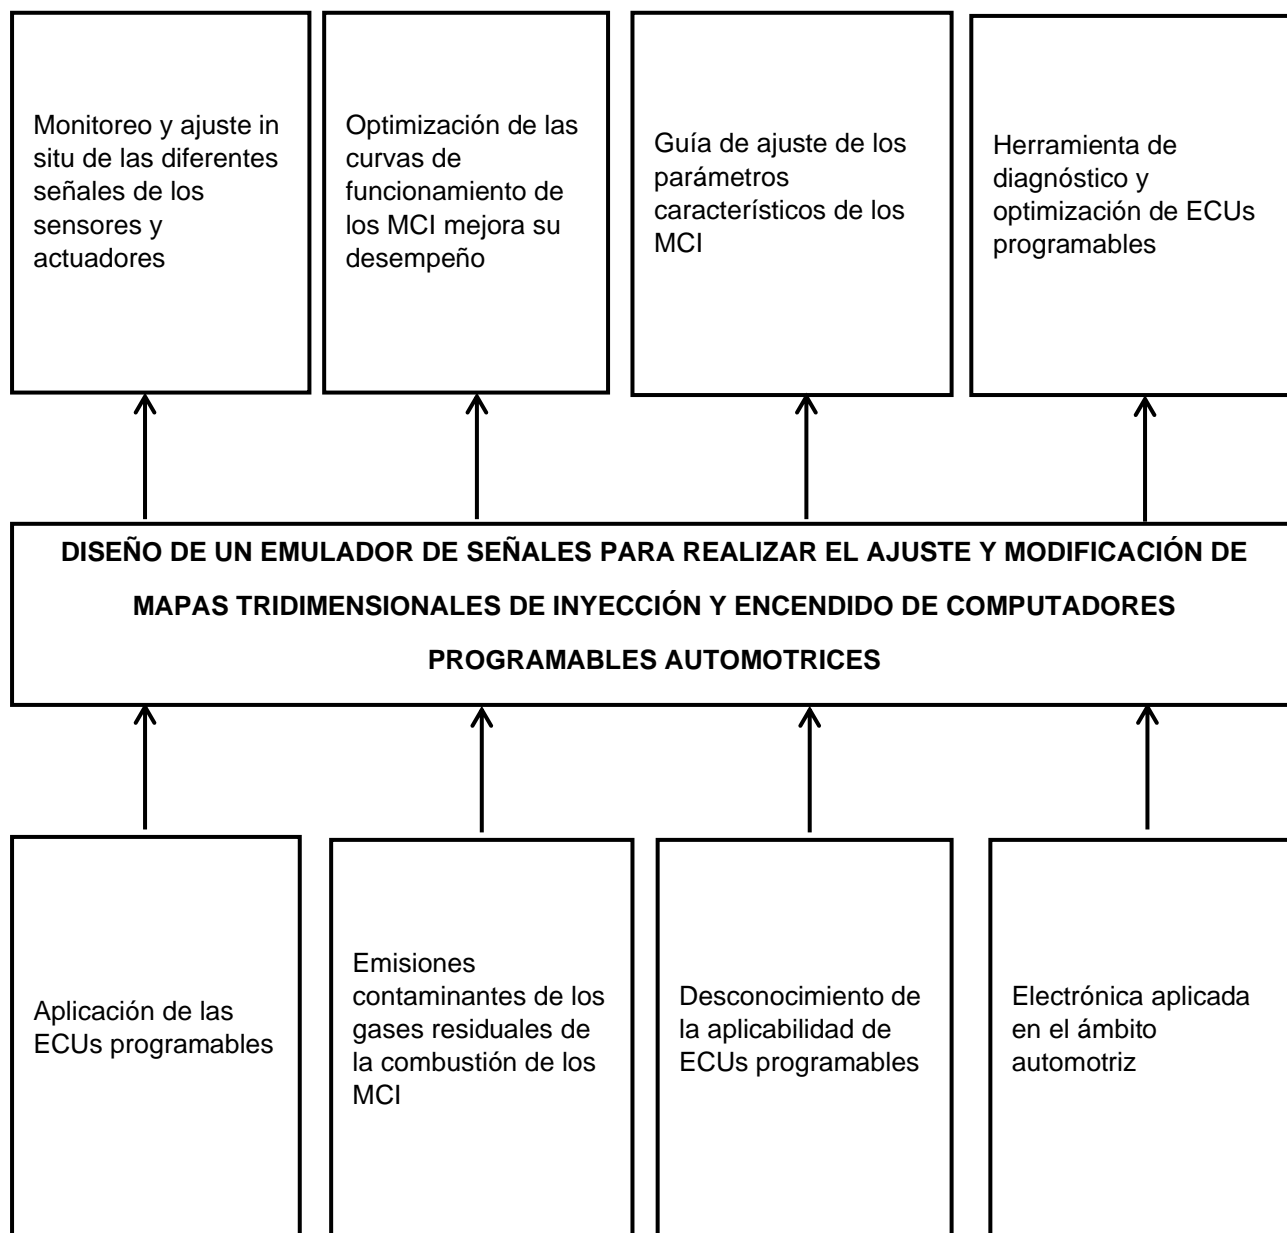 Monitoreo y ajuste in
situ de las diferentes
señales de los
sensores y
actuadores
Optimización de las
curvas de
funcionamiento de
los MCI mejora su
desempeño
Guía de ajuste de los
parámetros
característicos de los
MCI
Herramienta de
diagnóstico y
optimización de ECUs
programables
DISEÑO DE UN EMULADOR DE SEÑALES PARA REALIZAR EL AJUSTE Y MODIFICACIÓN DE
MAPAS TRIDIMENSIONALES DE INYECCIÓN Y ENCENDIDO DE COMPUTADORES
PROGRAMABLES AUTOMOTRICES
Aplicación de las
ECUs programables
Emisiones
contaminantes de los
gases residuales de
la combustión de los
MCI
Desconocimiento de
la aplicabilidad de
ECUs programables
Electrónica aplicada
en el ámbito
automotriz